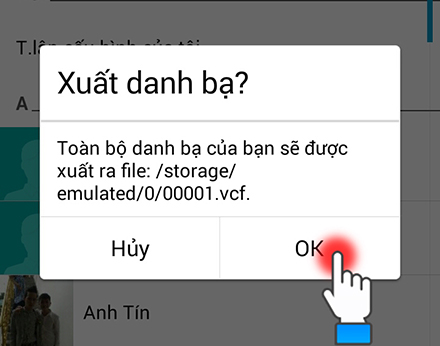 T.lập cấu hình của tôi
A
Xuất danh bạ?
Toàn bộ danh bạ của bạn sẽ được
xuất ra file: /storage/
emulated/0/00001.vcf.
Hủy OK
Anh Tín